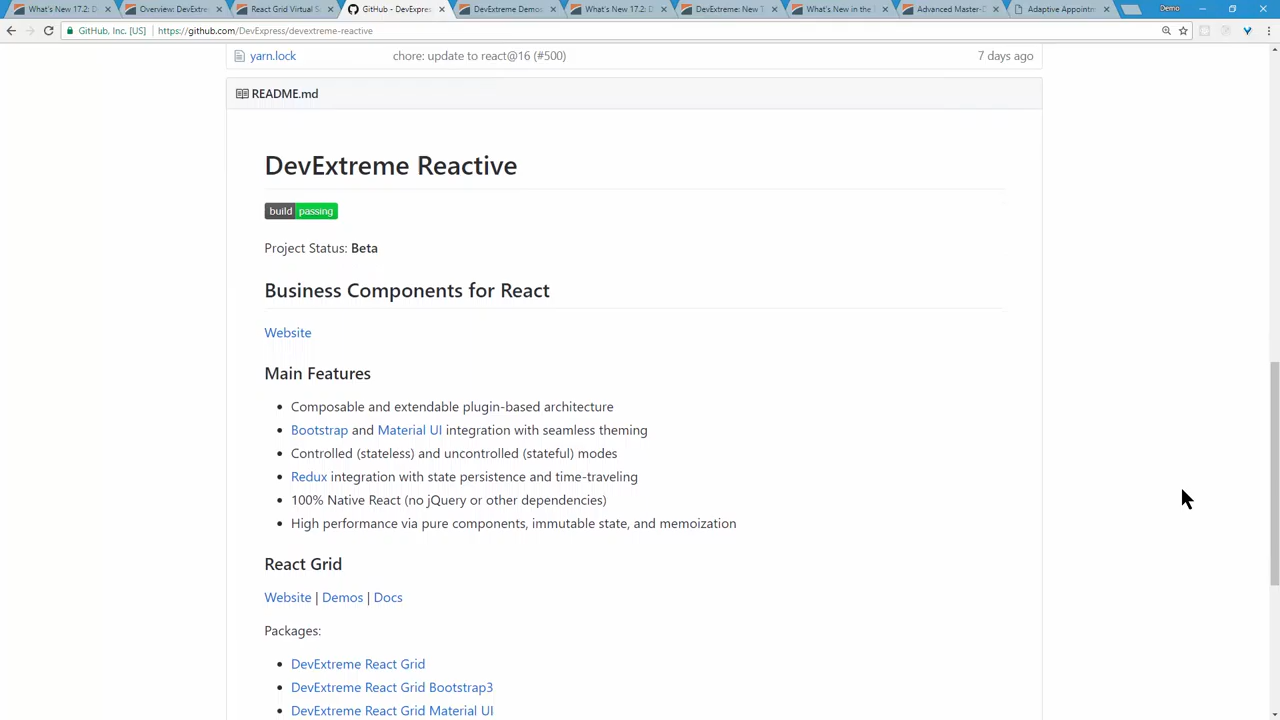 What's New 17.2: D
Overview: DevExtre
React Grid Virtual S
GitHub - DevExpres
DevExtreme Demos
What's New 17.2: D
DevExtreme: New T
What's New in the
Advanced Master-D
Adaptive Appointm
Demo
GitHub, Inc. [US] https://github.com/DevExpress/devextreme-reactive
yarn.lock chore: update to react@16 (#500) 7 days ago
README.md
DevExtreme Reactive
build passing
Project Status: Beta
Business Components for React
Website
Main Features
• Composable and extendable plugin-based architecture
• Bootstrap and Material UI integration with seamless theming
• Controlled (stateless) and uncontrolled (stateful) modes
• Redux integration with state persistence and time-traveling
• 100% Native React (no jQuery or other dependencies)
• High performance via pure components, immutable state, and memoization
React Grid
Website | Demos | Docs
Packages:
• DevExtreme React Grid
• DevExtreme React Grid Bootstrap3
• DevExtreme React Grid Material UI